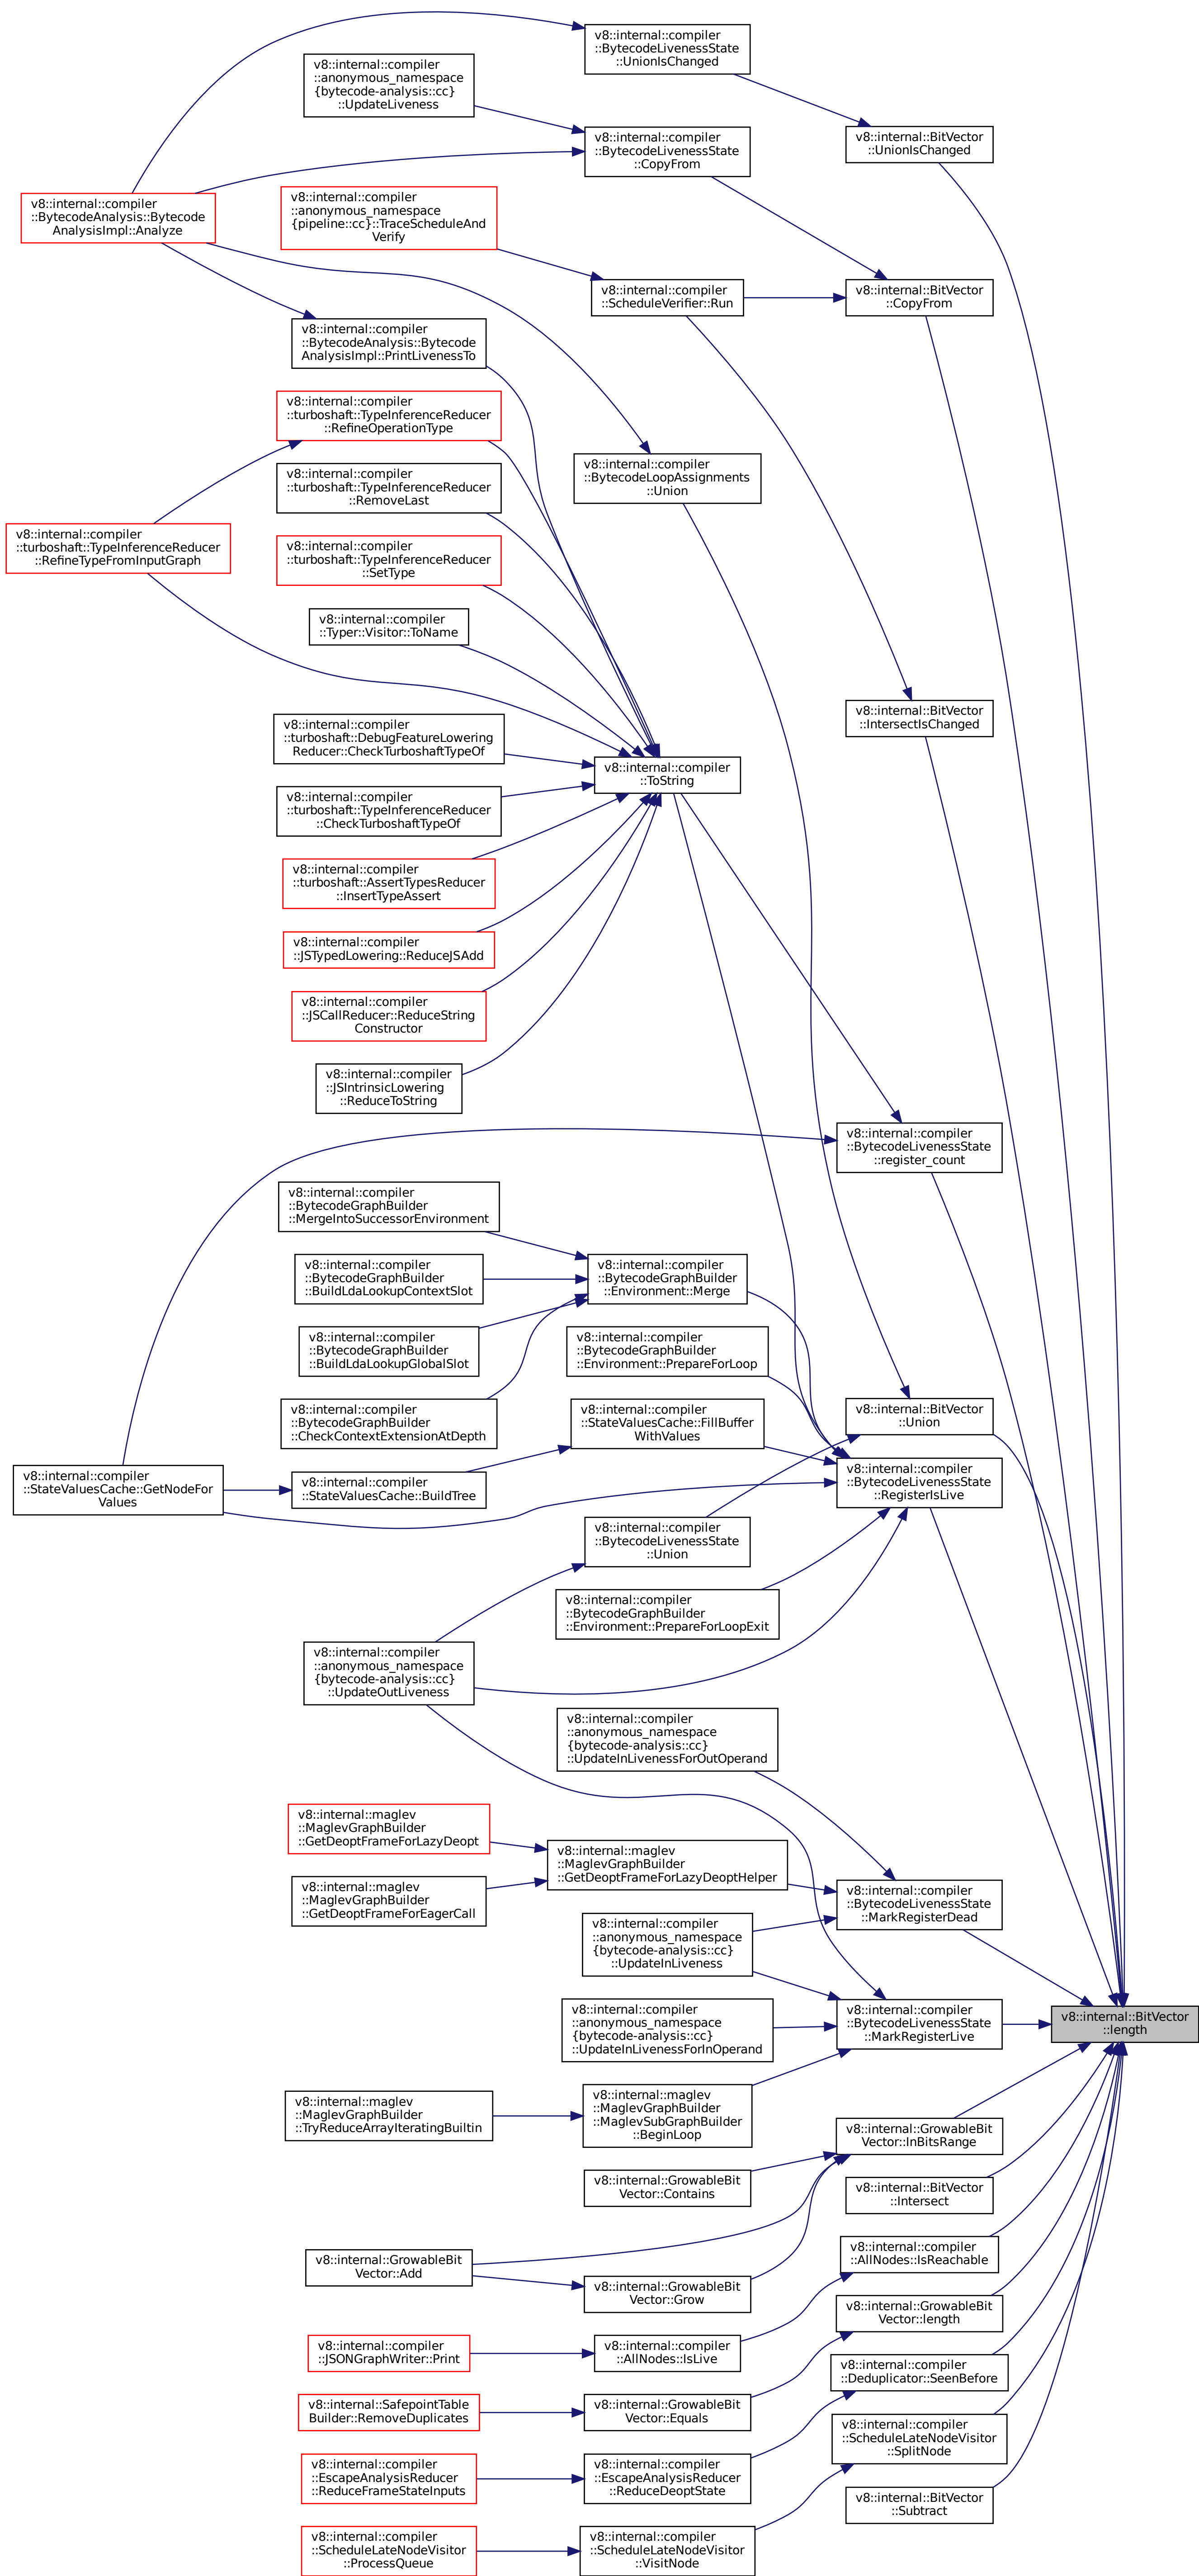 v8::internal::compiler
::BytecodeLivenessState
::UnionIsChanged
v8::internal::compiler
::anonymous_namespace
{bytecode-analysis::cc}
::UpdateLiveness
v8::internal::BitVector
::UnionIsChanged
v8::internal::compiler
::BytecodeLivenessState
::CopyFrom
v8::internal::compiler
::BytecodeAnalysis::Bytecode
AnalysisImpl::Analyze
v8::internal::compiler
::anonymous_namespace
{pipeline::cc}::TraceScheduleAnd
Verify
v8::internal::compiler
::ScheduleVerifier::Run
v8::internal::BitVector
::CopyFrom
v8::internal::compiler
::BytecodeAnalysis::Bytecode
AnalysisImpl::PrintLivenessTo
v8::internal::compiler
::turboshaft::TypeInferenceReducer
::RefineOperationType
v8::internal::compiler
::BytecodeLoopAssignments
::Union
v8::internal::compiler
::turboshaft::TypeInferenceReducer
::RemoveLast
v8::internal::compiler
::turboshaft::TypeInferenceReducer
::RefineTypeFromInputGraph
v8::internal::compiler
::turboshaft::TypeInferenceReducer
::SetType
v8::internal::compiler
::Typer::Visitor::ToName
v8::internal::BitVector
::IntersectIsChanged
v8::internal::compiler
::turboshaft::DebugFeatureLowering
Reducer::CheckTurboshaftTypeOf
v8::internal::compiler
::ToString
v8::internal::compiler
::turboshaft::TypeInferenceReducer
::CheckTurboshaftTypeOf
v8::internal::compiler
::turboshaft::AssertTypesReducer
::InsertTypeAssert
v8::internal::compiler
::JSTypedLowering::ReduceJSAdd
v8::internal::compiler
::JSCallReducer::ReduceString
Constructor
v8::internal::compiler
::JSIntrinsicLowering
::ReduceToString
v8::internal::compiler
::BytecodeLivenessState
::register_count
v8::internal::compiler
::BytecodeGraphBuilder
::MergeIntoSuccessorEnvironment
v8::internal::compiler
::BytecodeGraphBuilder
::BuildLdaLookupContextSlot
v8::internal::compiler
::BytecodeGraphBuilder
::Environment::Merge
v8::internal::compiler
::BytecodeGraphBuilder
::BuildLdaLookupGlobalSlot
v8::internal::compiler
::BytecodeGraphBuilder
::Environment::PrepareForLoop
v8::internal::compiler
::BytecodeGraphBuilder
::CheckContextExtensionAtDepth
v8::internal::compiler
::StateValuesCache::FillBuffer
WithValues
v8::internal::BitVector
::Union
v8::internal::compiler
::StateValuesCache::GetNodeFor
Values
v8::internal::compiler
::StateValuesCache::BuildTree
v8::internal::compiler
::BytecodeLivenessState
::RegisterIsLive
v8::internal::compiler
::BytecodeLivenessState
::Union
v8::internal::compiler
::BytecodeGraphBuilder
::Environment::PrepareForLoopExit
v8::internal::compiler
::anonymous_namespace
{bytecode-analysis::cc}
::UpdateOutLiveness
v8::internal::compiler
::anonymous_namespace
{bytecode-analysis::cc}
::UpdateInLivenessForOutOperand
v8::internal::maglev
::MaglevGraphBuilder
::GetDeoptFrameForLazyDeopt
v8::internal::maglev
::MaglevGraphBuilder
::GetDeoptFrameForLazyDeoptHelper
v8::internal::maglev
::MaglevGraphBuilder
::GetDeoptFrameForEagerCall
v8::internal::compiler
::BytecodeLivenessState
::MarkRegisterDead
v8::internal::compiler
::anonymous_namespace
{bytecode-analysis::cc}
::UpdateInLiveness
v8::internal::compiler
::anonymous_namespace
{bytecode-analysis::cc}
::UpdateInLivenessForInOperand
v8::internal::compiler
::BytecodeLivenessState
::MarkRegisterLive
v8::internal::BitVector
::length
v8::internal::maglev
::MaglevGraphBuilder
::TryReduceArrayIteratingBuiltin
v8::internal::maglev
::MaglevGraphBuilder
::MaglevSubGraphBuilder
::BeginLoop
v8::internal::GrowableBit
Vector::InBitsRange
v8::internal::GrowableBit
Vector::Contains
v8::internal::BitVector
::Intersect
v8::internal::GrowableBit
Vector::Add
v8::internal::GrowableBit
Vector::Grow
v8::internal::compiler
::AllNodes::IsReachable
v8::internal::compiler
::JSONGraphWriter::Print
v8::internal::compiler
::AllNodes::IsLive
v8::internal::GrowableBit
Vector::length
v8::internal::SafepointTable
Builder::RemoveDuplicates
v8::internal::GrowableBit
Vector::Equals
v8::internal::compiler
::Deduplicator::SeenBefore
v8::internal::compiler
::EscapeAnalysisReducer
::ReduceFrameStateInputs
v8::internal::compiler
::EscapeAnalysisReducer
::ReduceDeoptState
v8::internal::compiler
::ScheduleLateNodeVisitor
::SplitNode
v8::internal::BitVector
::Subtract
v8::internal::compiler
::ScheduleLateNodeVisitor
::ProcessQueue
v8::internal::compiler
::ScheduleLateNodeVisitor
::VisitNode